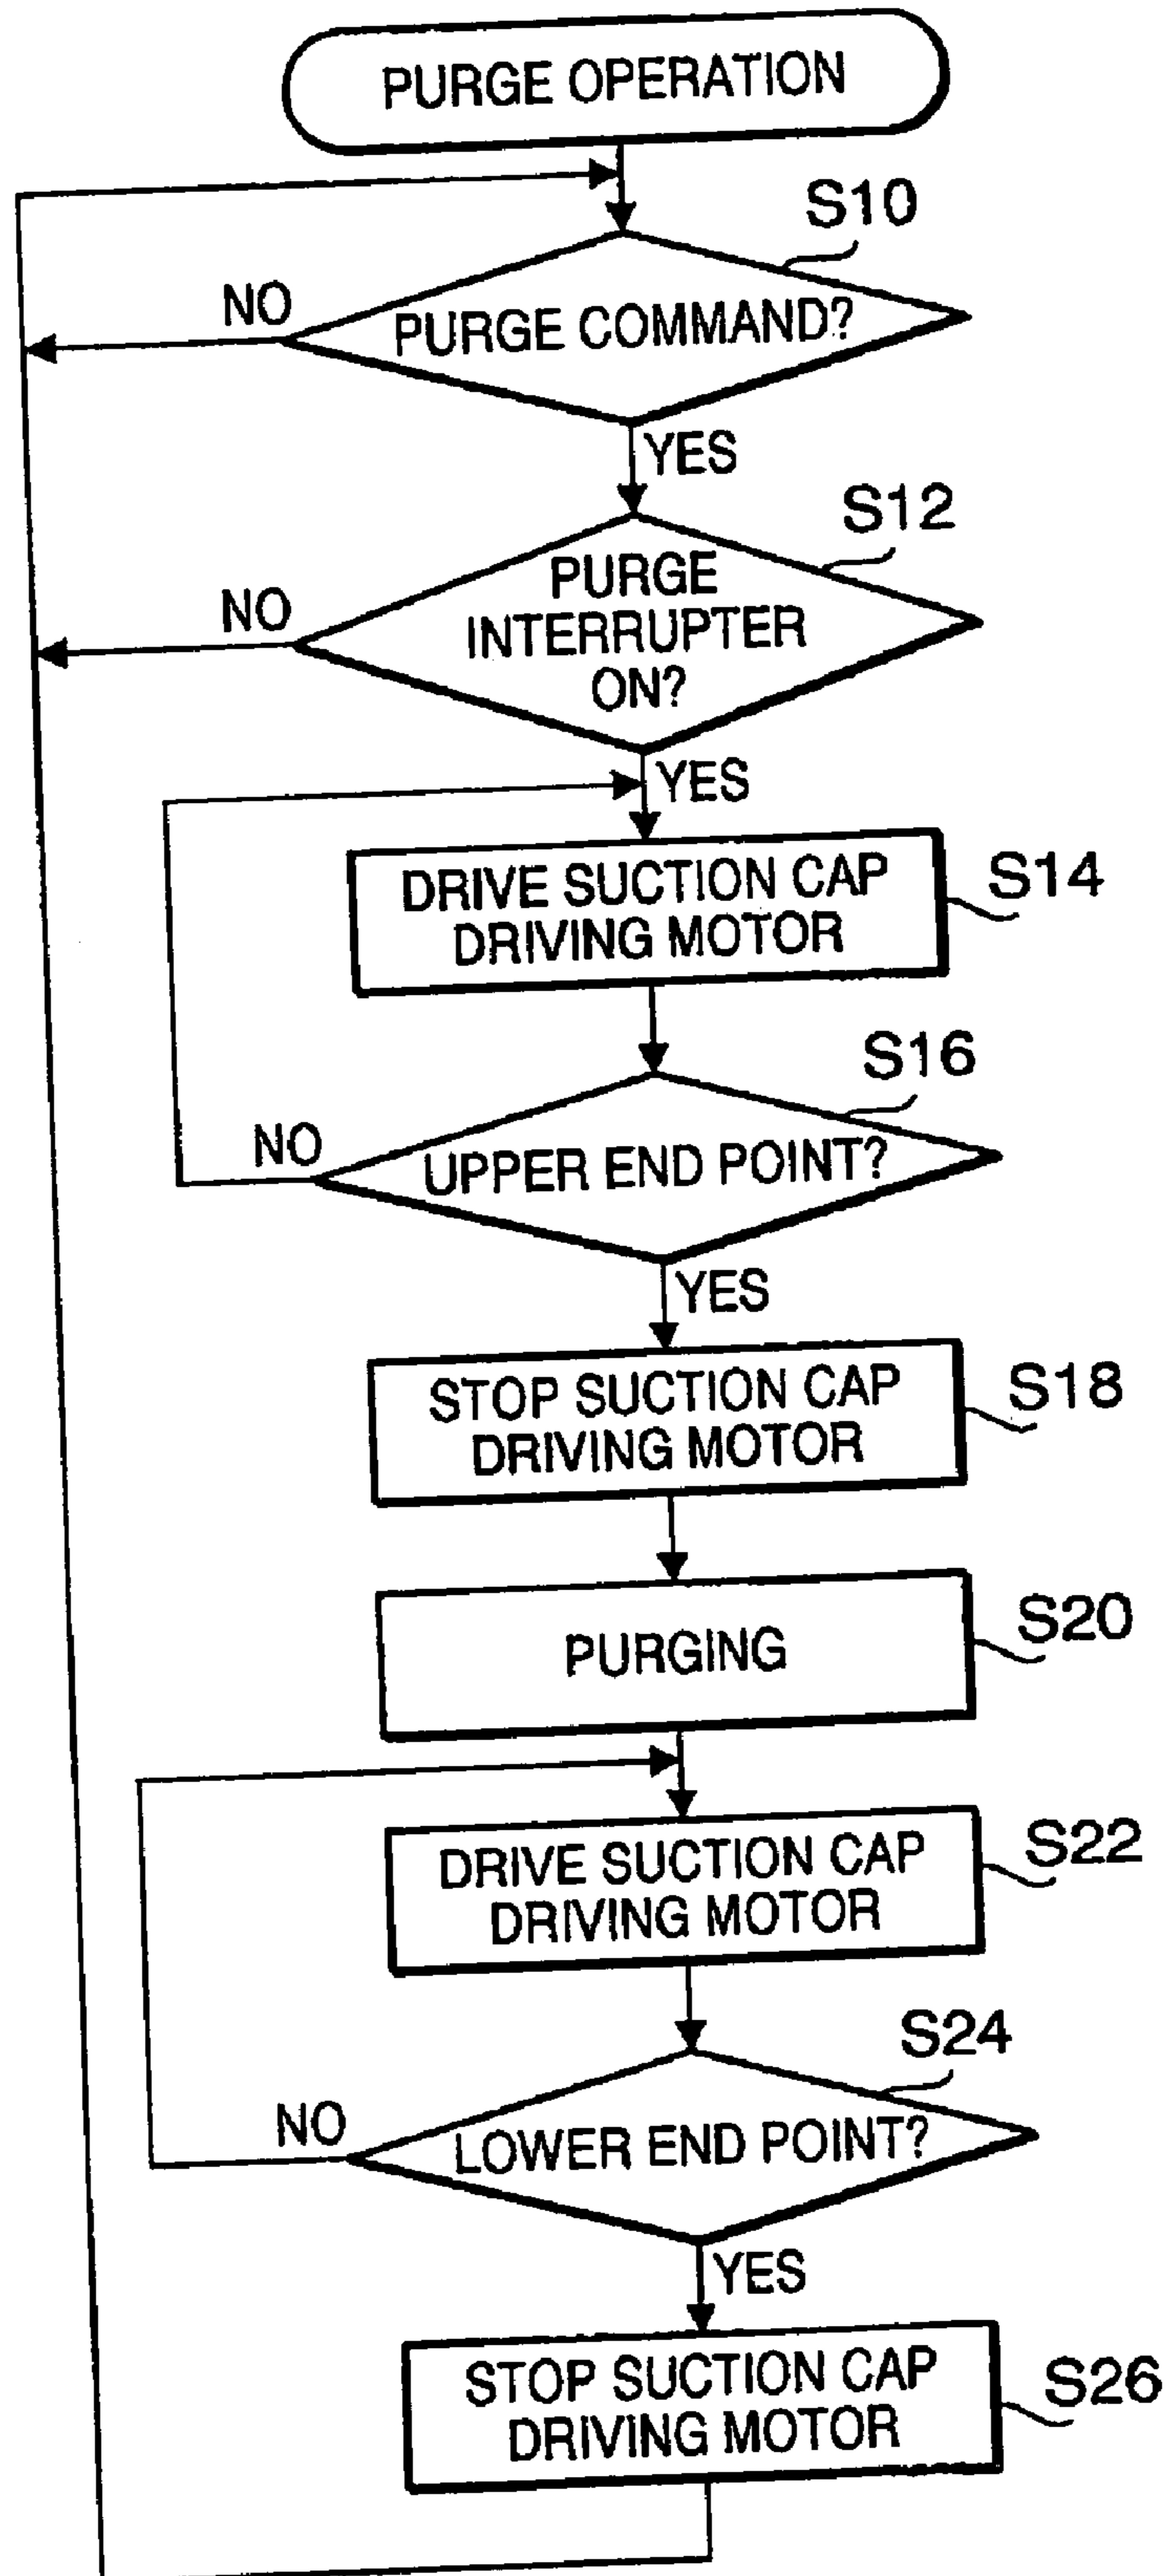 PURGE OPERATION
S10
NO
PURGE COMMAND?
YES
S12
PURGE
NO
INTERRUPTER
ON?
YES
DRIVE SUCTION CAP
DRIVING MOTOR
S14
S16
NO
UPPER END POINT?
YES
STOP SUCTION CAP
DRIVING MOTOR
S18
PURGING
S20
DRIVE SUCTION CAP
DRIVING MOTOR
S22
S24
NO
LOWER END POINT?
YES
STOP SUCTION CAP
DRIVING MOTOR
S26